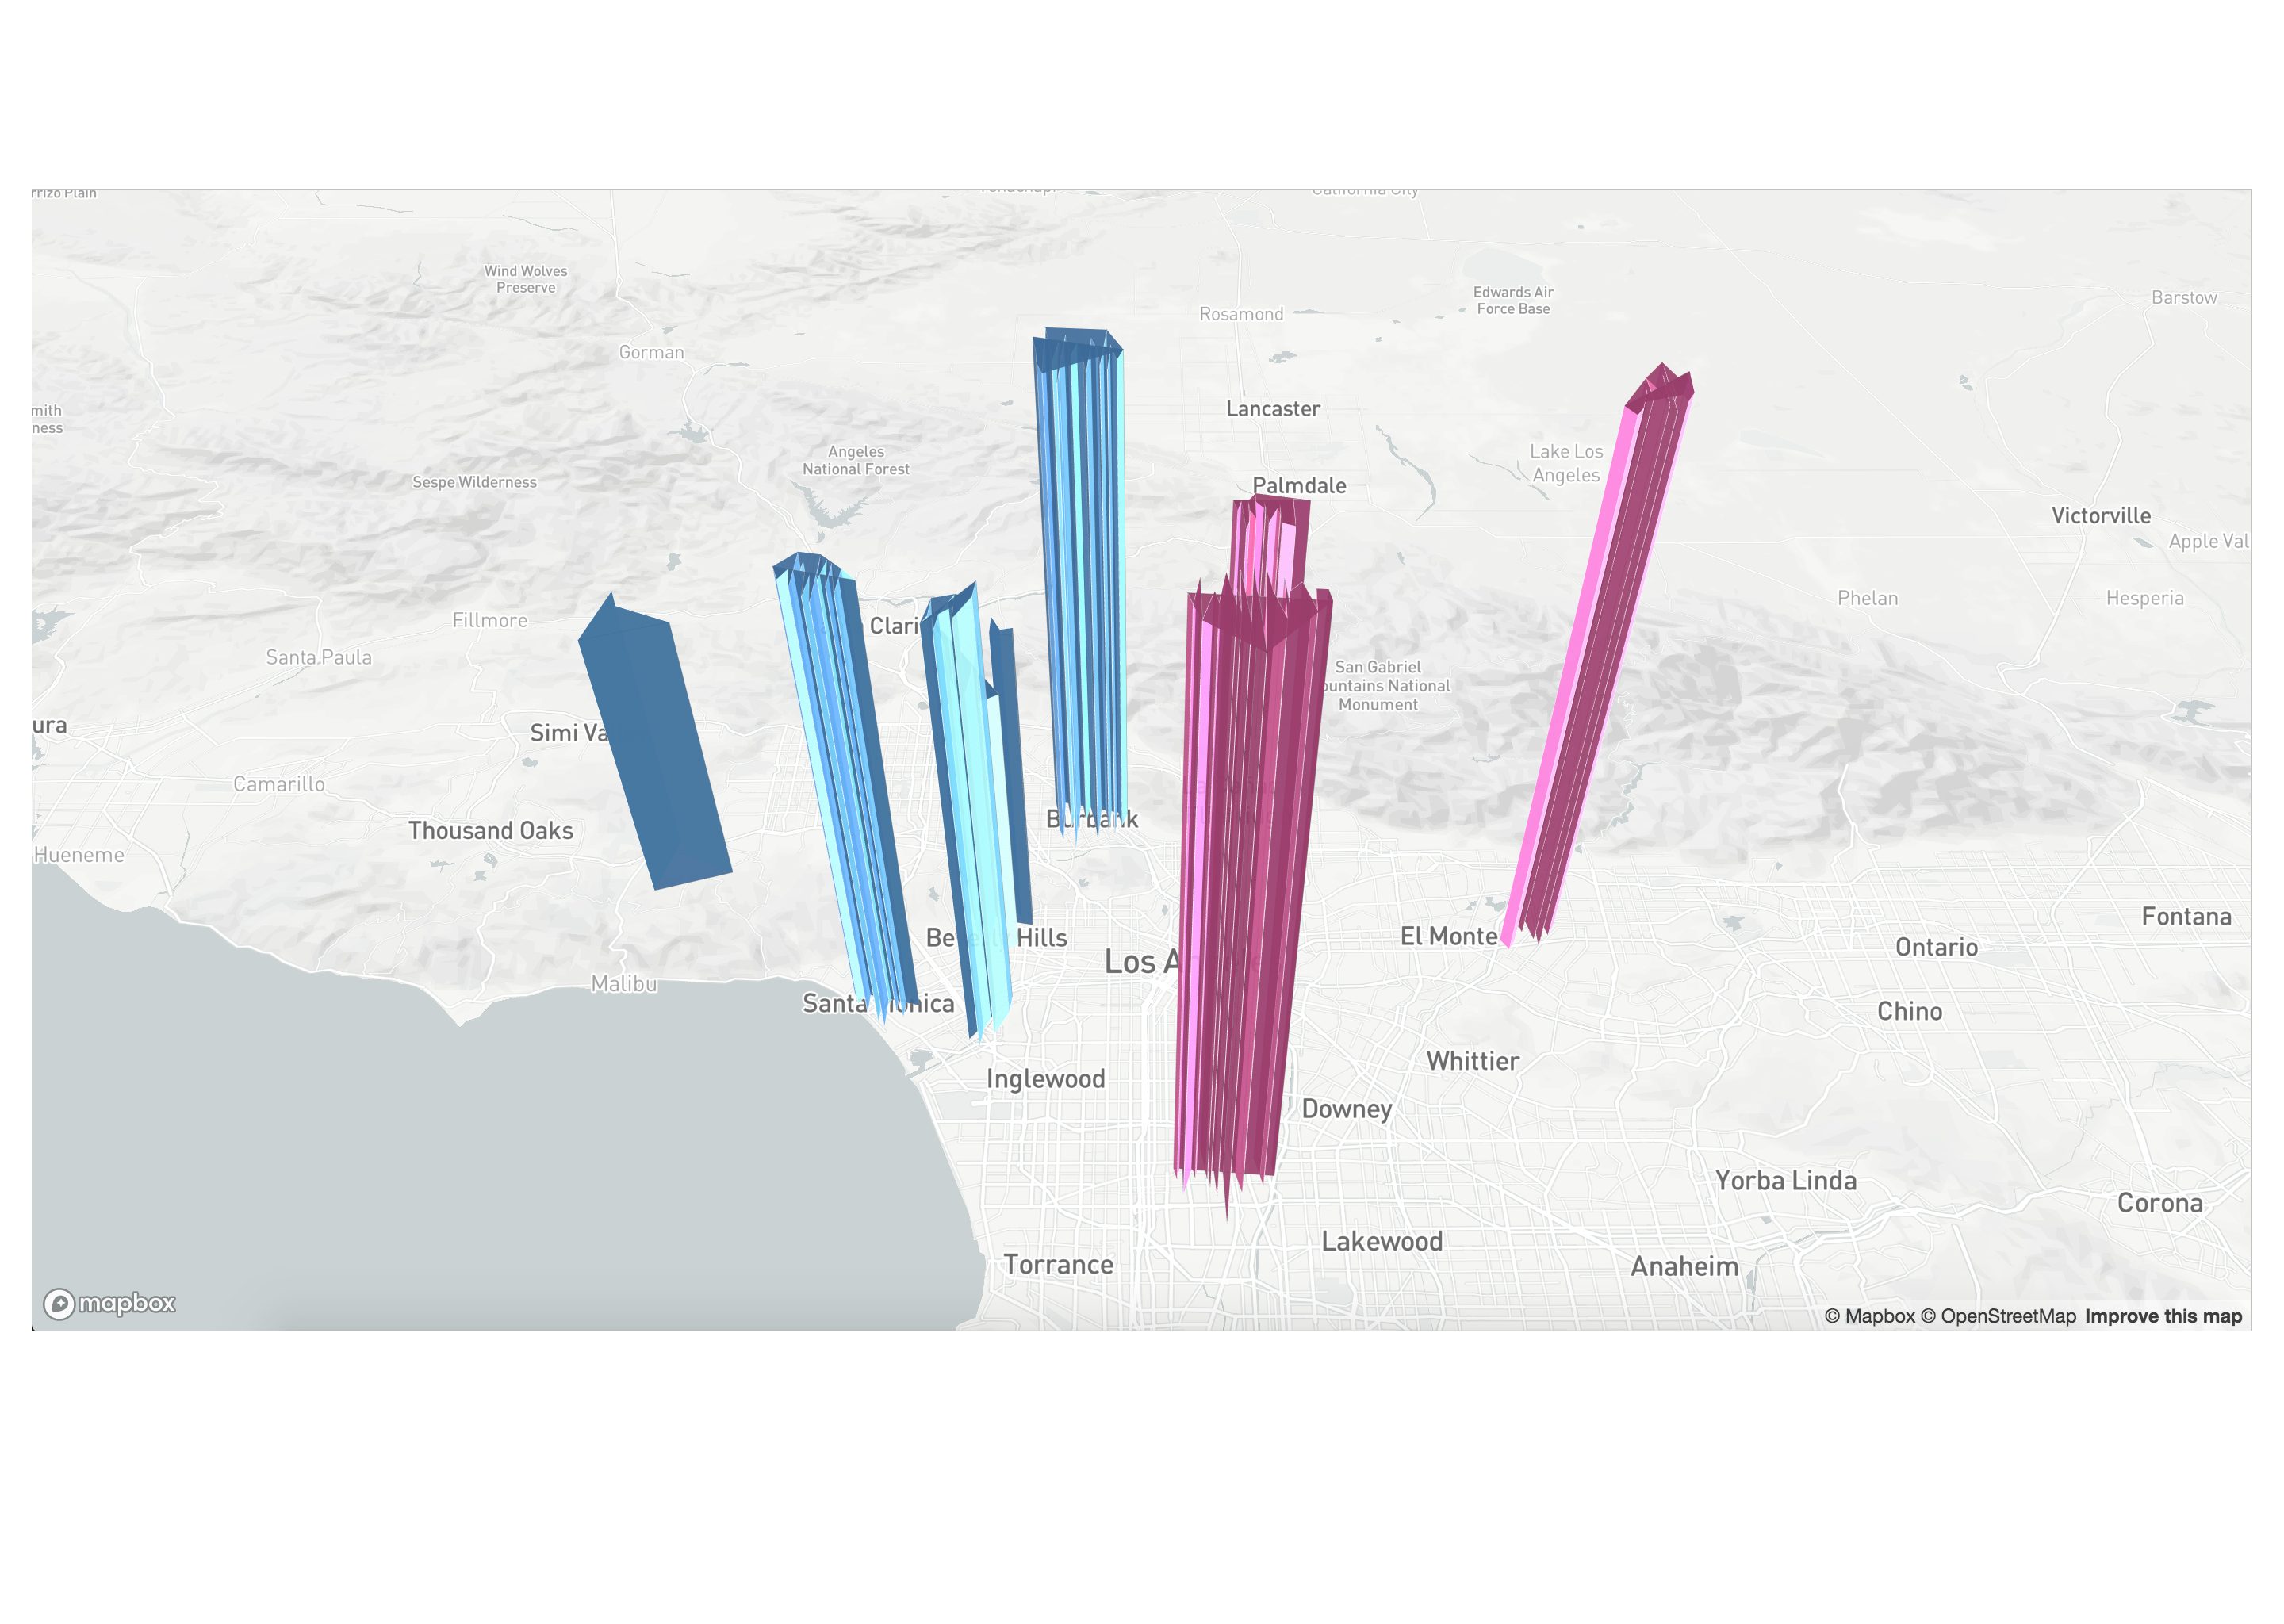 rrizo Plain
California City
Wind Wolves
Preserve
Edwards Air
Force Base
Barstow
Rosamond
Gorman
Lancaster
mith
ness
Angeles
National Forest
Lake Los
Angeles
Sespe Wilderness
Palmdale
Victorville
Apple Val
Phelan
Hesperia
Fillmore
Clari
Santa Paula
San Gabriel
ountains National
Monument
ura
Simi Va
Camarillo
Burbank
Thousand Oaks
Hueneme
Fontana
El Monte
Be Hills
Ontario
Los A
Malibu
Santa nica
Chino
Whittier
Inglewood
Downey
Yorba Linda
Corona
Lakewood
Torrance
Anaheim
mapbox
© Mapbox © OpenStreetMap Improve this map